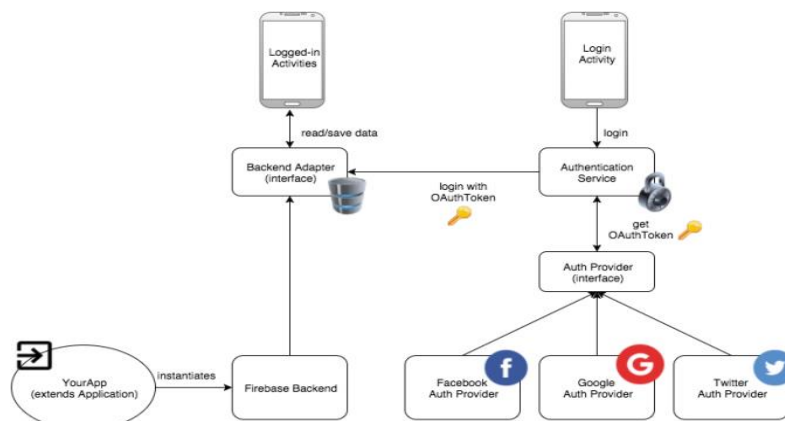 Logged-in
Activities
Login
Activity
read/save data
login
Backend Adapter
(interface)
Authentication
Service
login with
OAuthToken
get
OAuthToken
Auth Provider
(interface)
YourApp
(extends Application)
instantiates
Firebase Backend
Facebook
Auth Provider
f
Google
Auth Provider
G
Twitter
Auth Provider